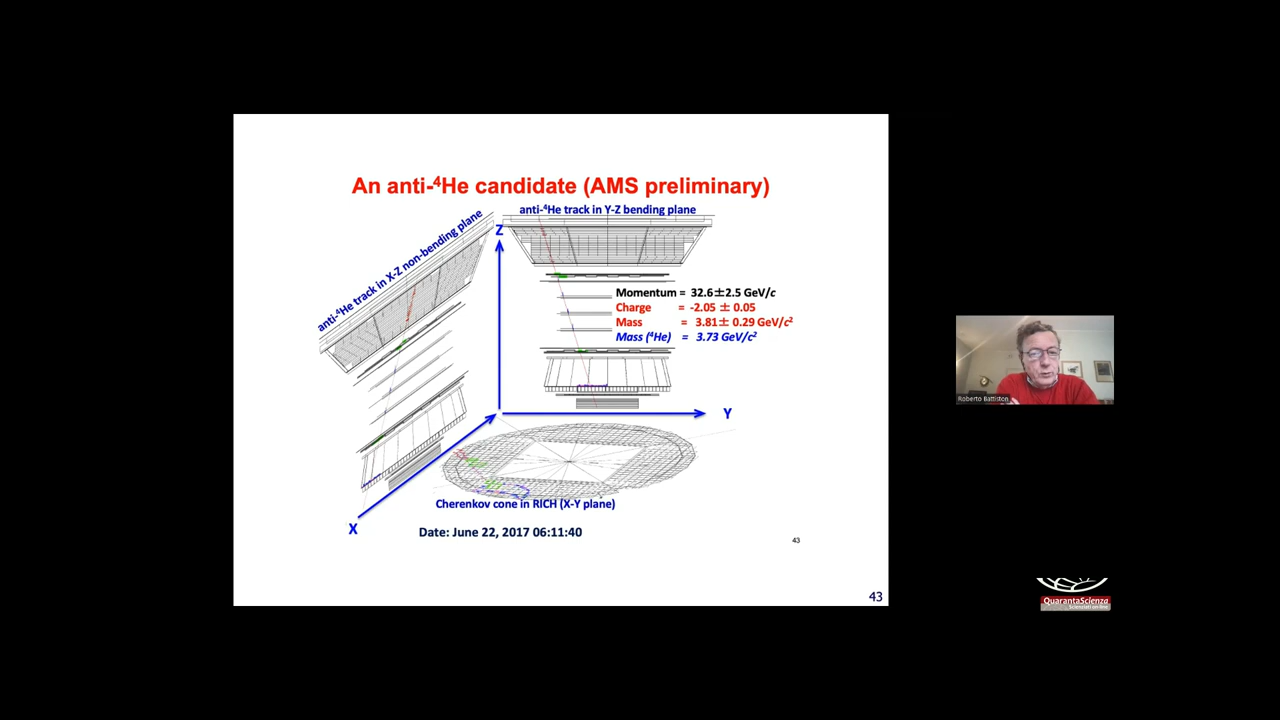 An anti-⁴He candidate (AMS preliminary)
anti-⁴He track in Y-Z bending plane
anti-⁴He track in X-Z non-bending plane
Z
Momentum = 32.6±2.5 GeV/c
Charge = -2.05 ± 0.05
Mass = 3.81± 0.29 GeV/c²
Mass (⁴He) = 3.73 GeV/c²
Y
Cherenkov cone in RICH (X-Y plane)
X
Date: June 22, 2017 06:11:40
43
43
Roberto Battiston
QuarantaScienza
Scienziati on-line